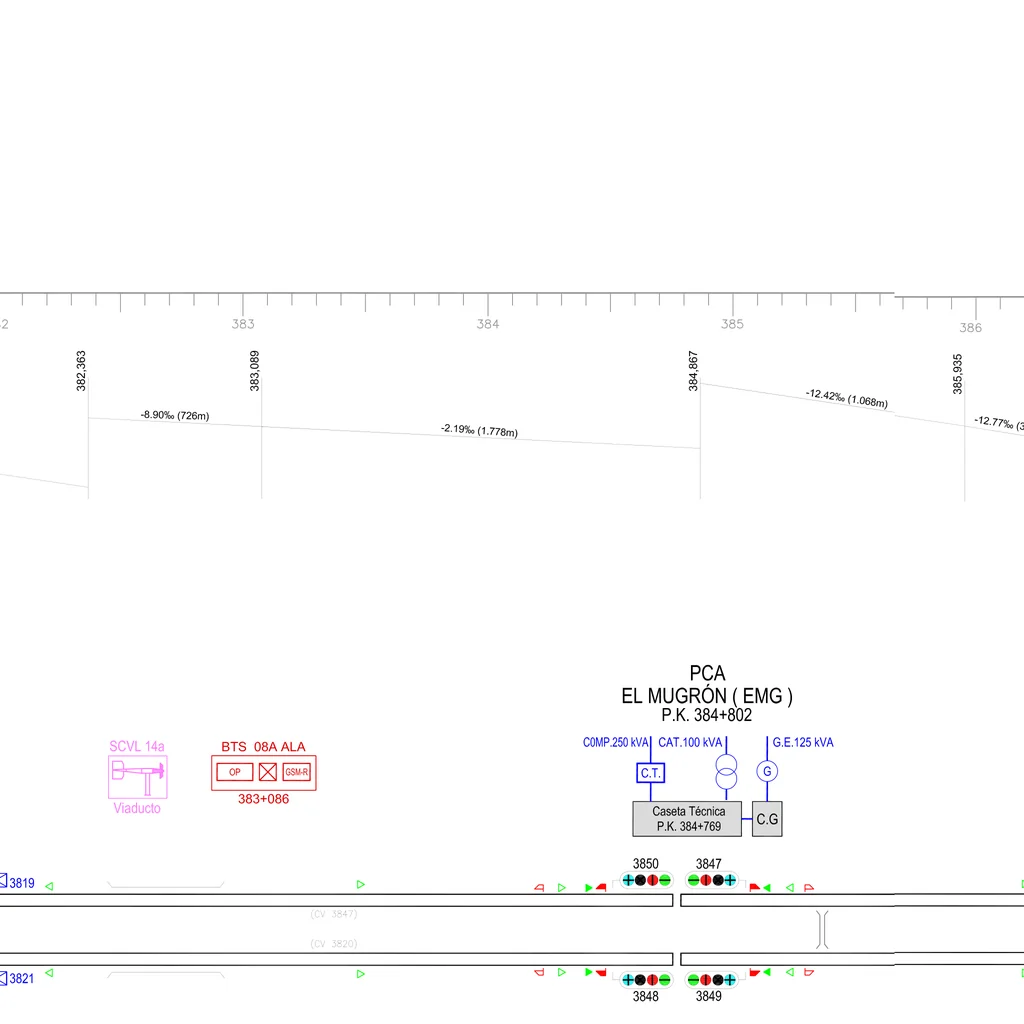 383
384
385
386
382,363
383,089
384.867
385,935
-8.90‰ (726m)
-2.19‰ (1.778m)
-12.42‰ (1.068m)
-12.77‰ (3
PCA
EL MUGRÓN ( EMG )
P.K. 384+802
C0MP.250 kVA
CAT.100 kVA
G.E.125 kVA
C.T.
G
Caseta Técnica
P.K. 384+769
C.G
SCVL 14a
Viaducto
BTS 08A ALA
OP
GSM-R
383+086
3850
3847
3819
(CV 3847)
(CV 3820)
3821
3848
3849